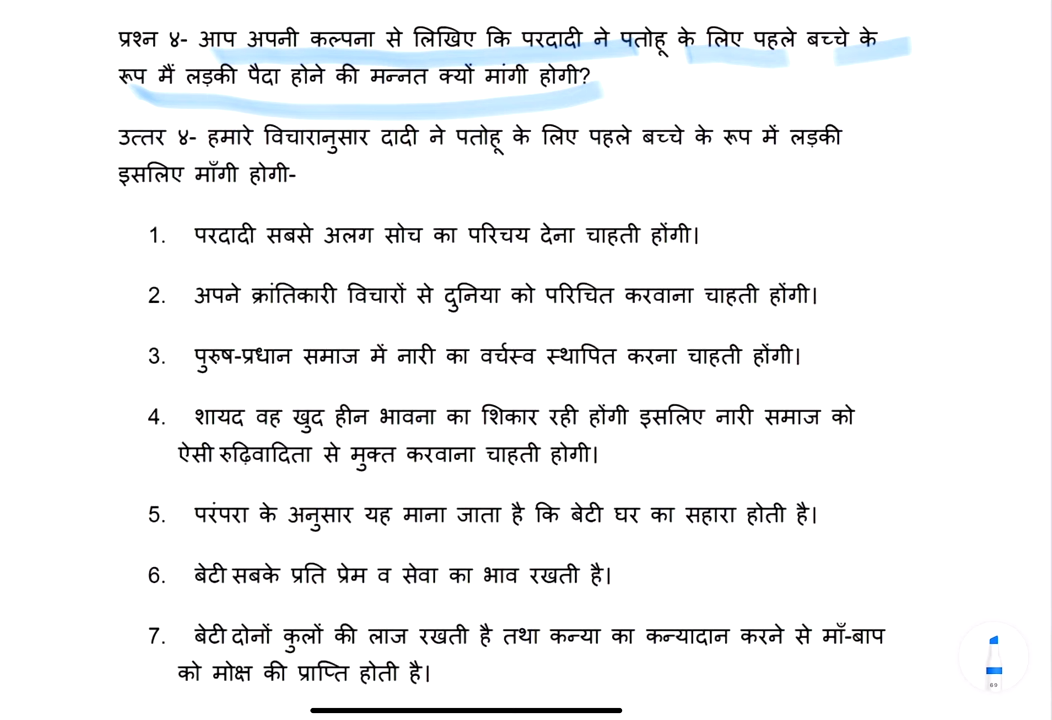 प्रश्न ४- आप अपनी कल्पना से लिखिए कि परदादी ने पतोहू के लिए पहले बच्चे के
रूप मैं लड़की पैदा होने की मन्नत क्यों मांगी होगी?
उत्तर ४- हमारे विचारानुसार दादी ने पतोहू के लिए पहले बच्चे के रूप में लड़की
इसलिए माँगी होगी-
1. परदादी सबसे अलग सोच का परिचय देना चाहती होंगी।
2. अपने क्रांतिकारी विचारों से दुनिया को परिचित करवाना चाहती होंगी।
3. पुरुष-प्रधान समाज में नारी का वर्चस्व स्थापित करना चाहती होंगी।
4. शायद वह खुद हीन भावना का शिकार रही होंगी इसलिए नारी समाज को
ऐसी रुढ़िवादिता से मुक्त करवाना चाहती होगी।
5. परंपरा के अनुसार यह माना जाता है कि बेटी घर का सहारा होती है।
6. बेटी सबके प्रति प्रेम व सेवा का भाव रखती है।
7. बेटी दोनों कुलों की लाज रखती है तथा कन्या का कन्यादान करने से माँ-बाप
को मोक्ष की प्राप्ति होती है।